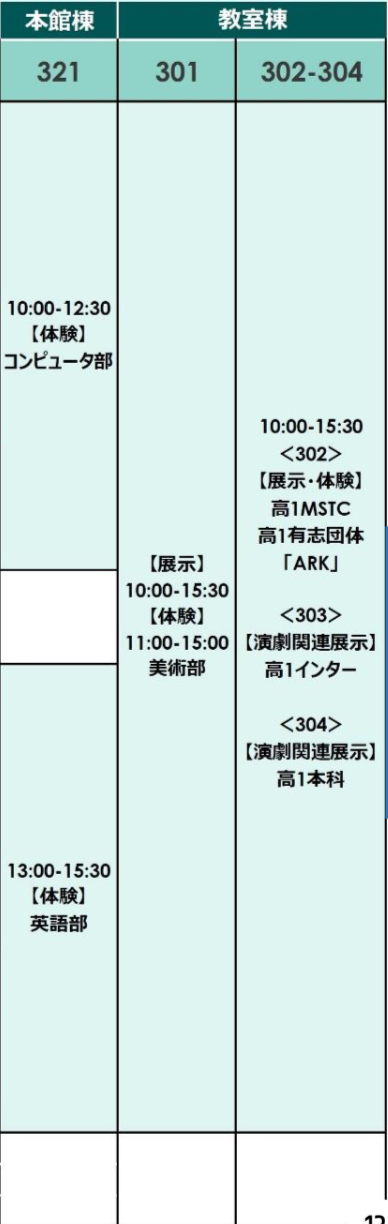 本館棟
教室棟
321
301
302-304
10:00-12:30
【体験】
コンピュータ部
13:00-15:30
【体験】
英語部
【展示】
10:00-15:30
【体験】
11:00-15:00
美術部
10:00-15:30
<302>
【展示・体験】
高1MSTC
高1有志団体
「ARK」
<303>
【演劇関連展示】
高1インター
<304>
【演劇関連展示】
高1本科